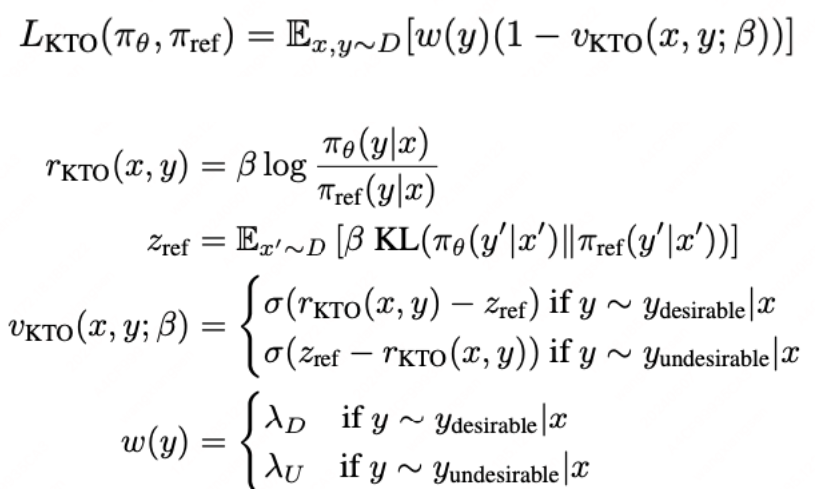 L_KTO(π_θ, π_ref) = 𝔼_{x,y∼D}[w(y)(1 − v_KTO(x, y; β))]
r_KTO(x, y) = β log π_θ(y|x) / π_ref(y|x)
z_ref = 𝔼_{x′∼D} [β KL(π_θ(y′|x′)‖π_ref(y′|x′))]
v_KTO(x, y; β) = { σ(r_KTO(x, y) − z_ref) if y ∼ y_desirable|x
σ(z_ref − r_KTO(x, y)) if y ∼ y_undesirable|x
w(y) = { λ_D if y ∼ y_desirable|x
λ_U if y ∼ y_undesirable|x